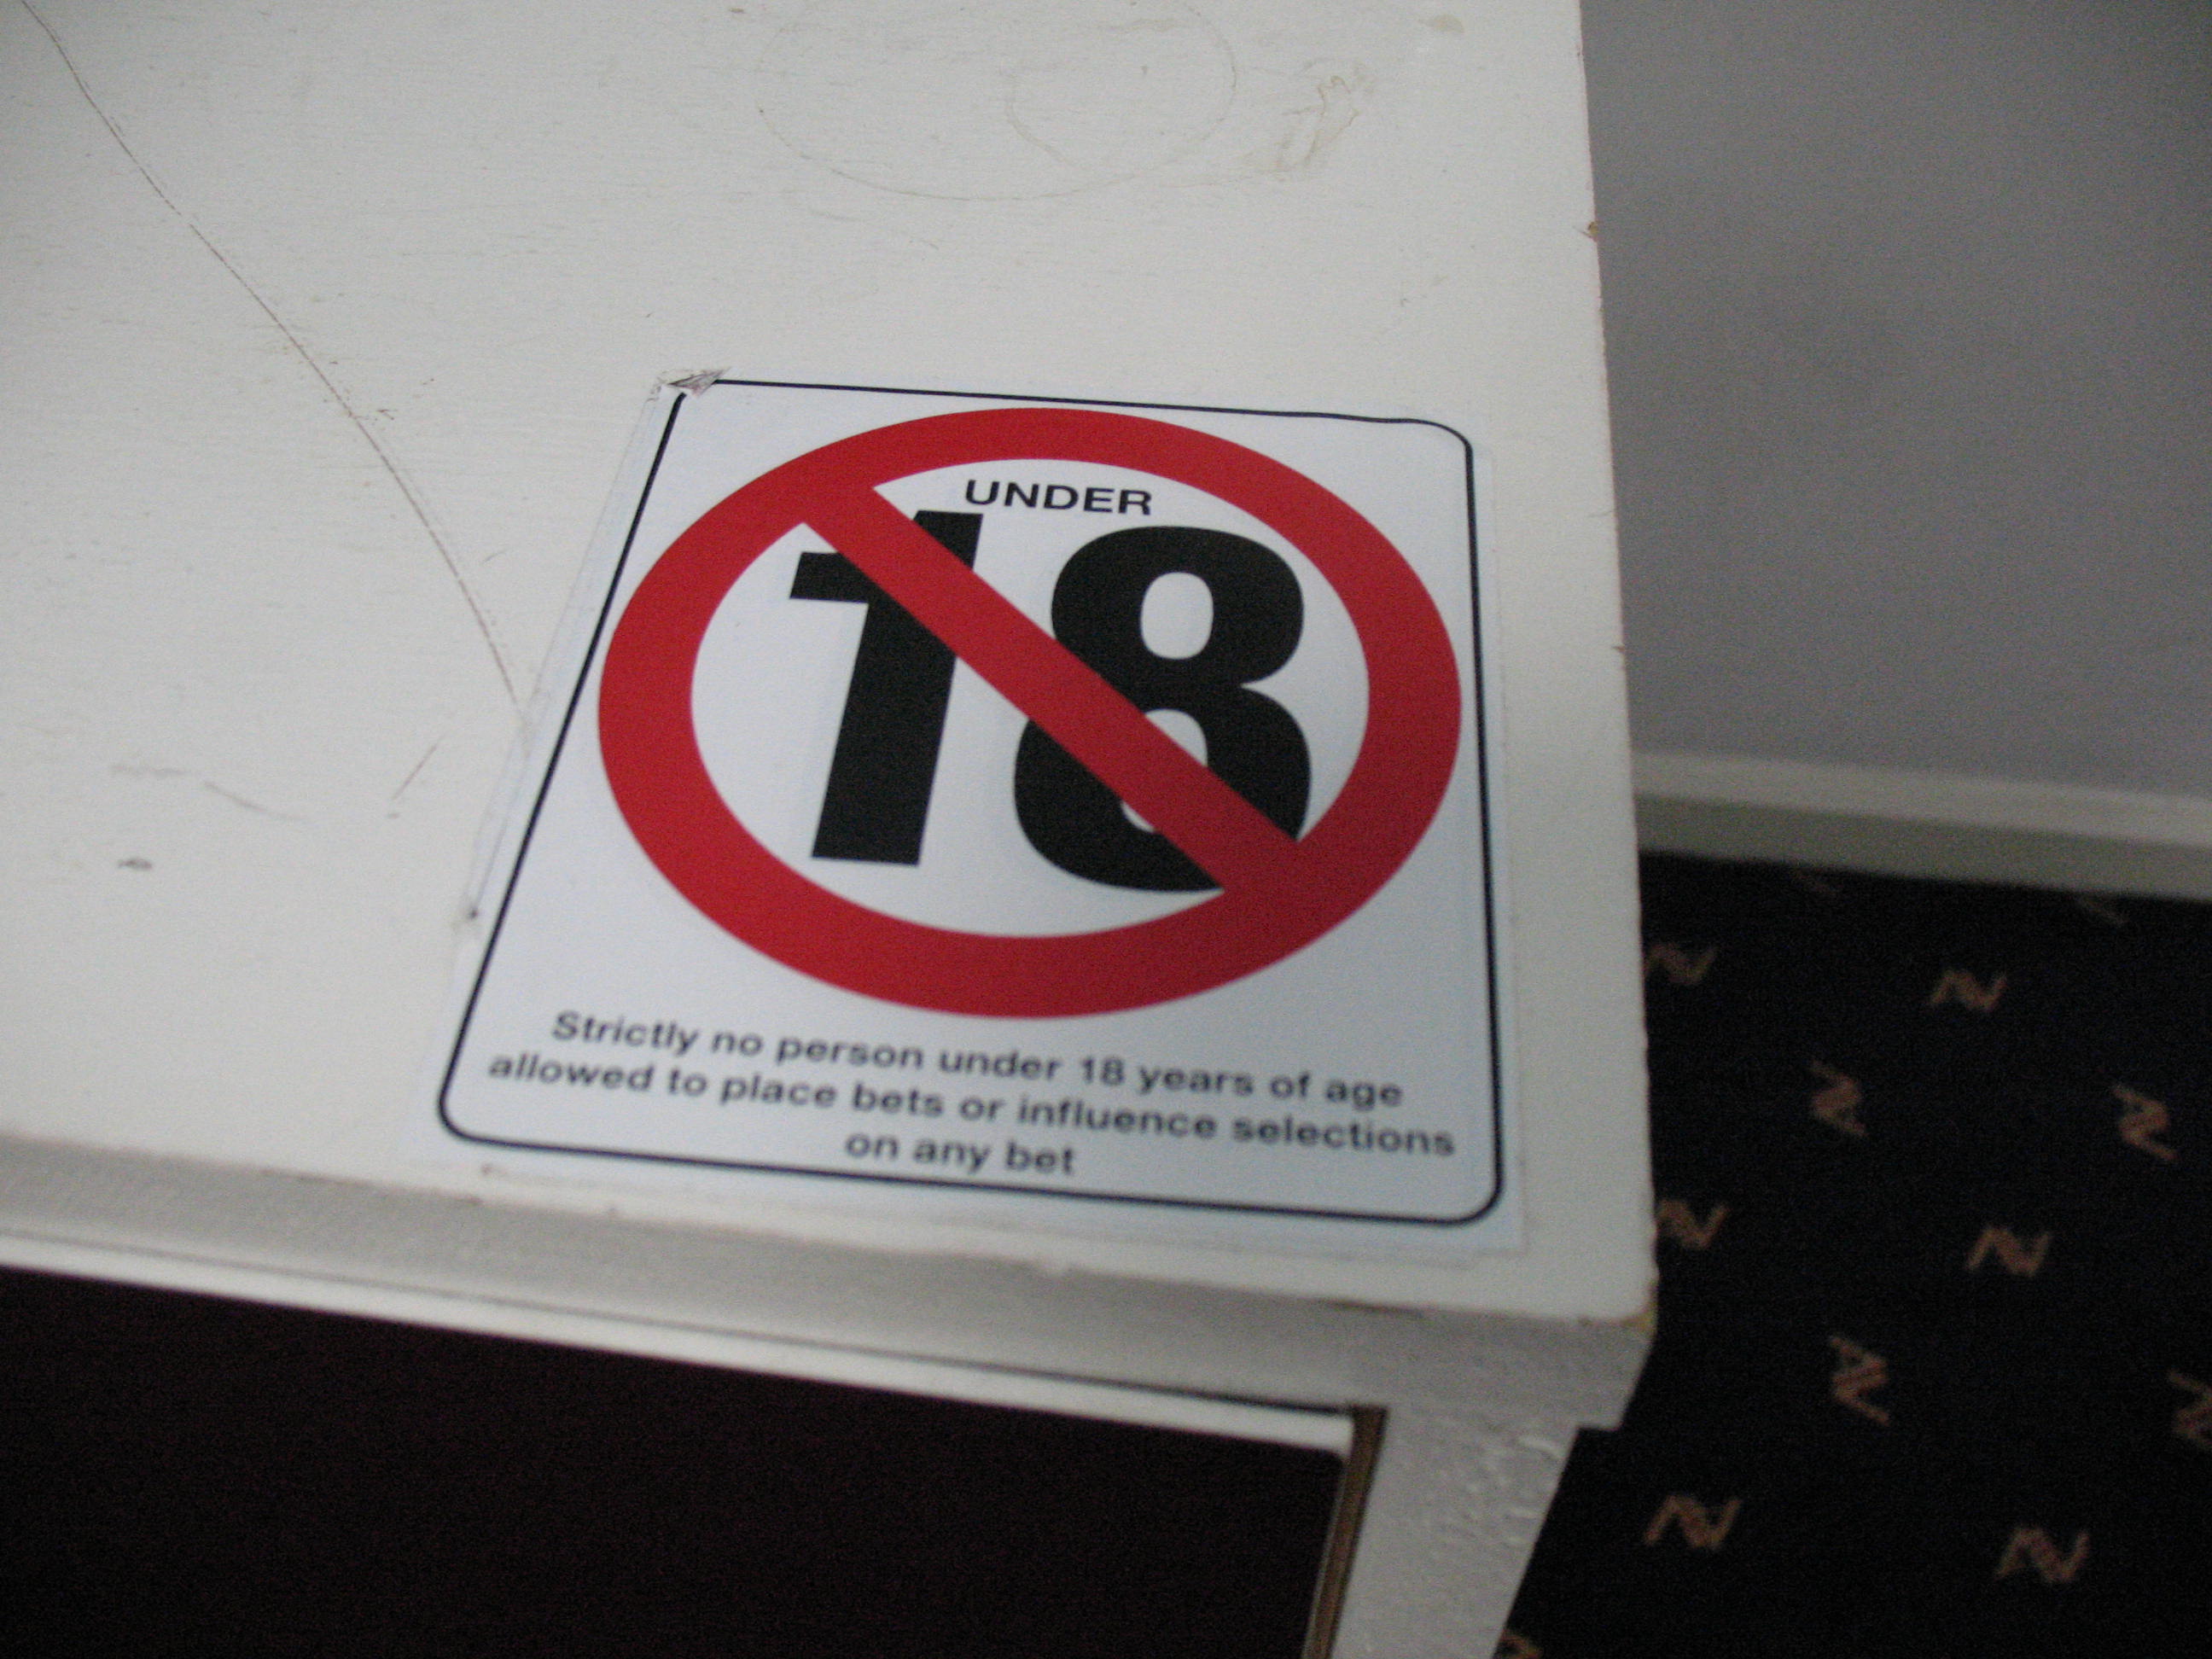 UNDER
18
Strictly no person under 18 years of age
allowed to place bets or influence selections
on any bet